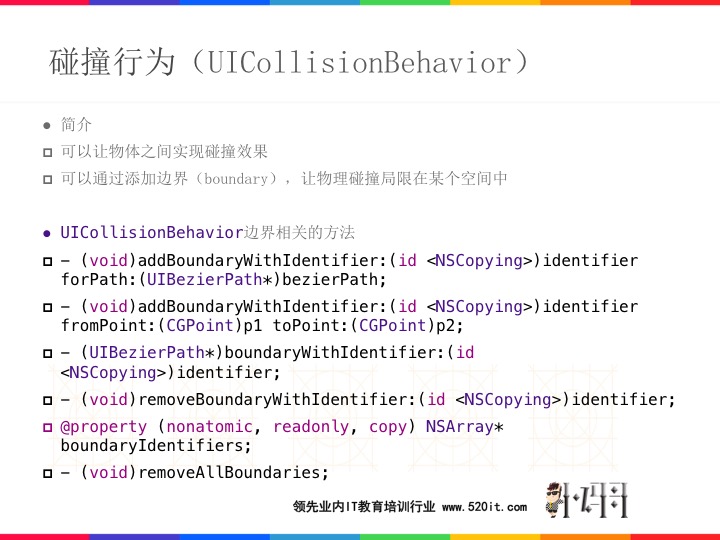 碰撞行为（UICollisionBehavior）
简介
可以让物体之间实现碰撞效果
可以通过添加边界（boundary），让物理碰撞局限在某个空间中
UICollisionBehavior边界相关的方法
- (void)addBoundaryWithIdentifier:(id <NSCopying>)identifier
forPath:(UIBezierPath*)bezierPath;
- (void)addBoundaryWithIdentifier:(id <NSCopying>)identifier
fromPoint:(CGPoint)p1 toPoint:(CGPoint)p2;
- (UIBezierPath*)boundaryWithIdentifier:(id
<NSCopying>)identifier;
- (void)removeBoundaryWithIdentifier:(id <NSCopying>)identifier;
@property (nonatomic, readonly, copy) NSArray*
boundaryIdentifiers;
- (void)removeAllBoundaries;
领先业内IT教育培训行业 www.520it.com
小码哥